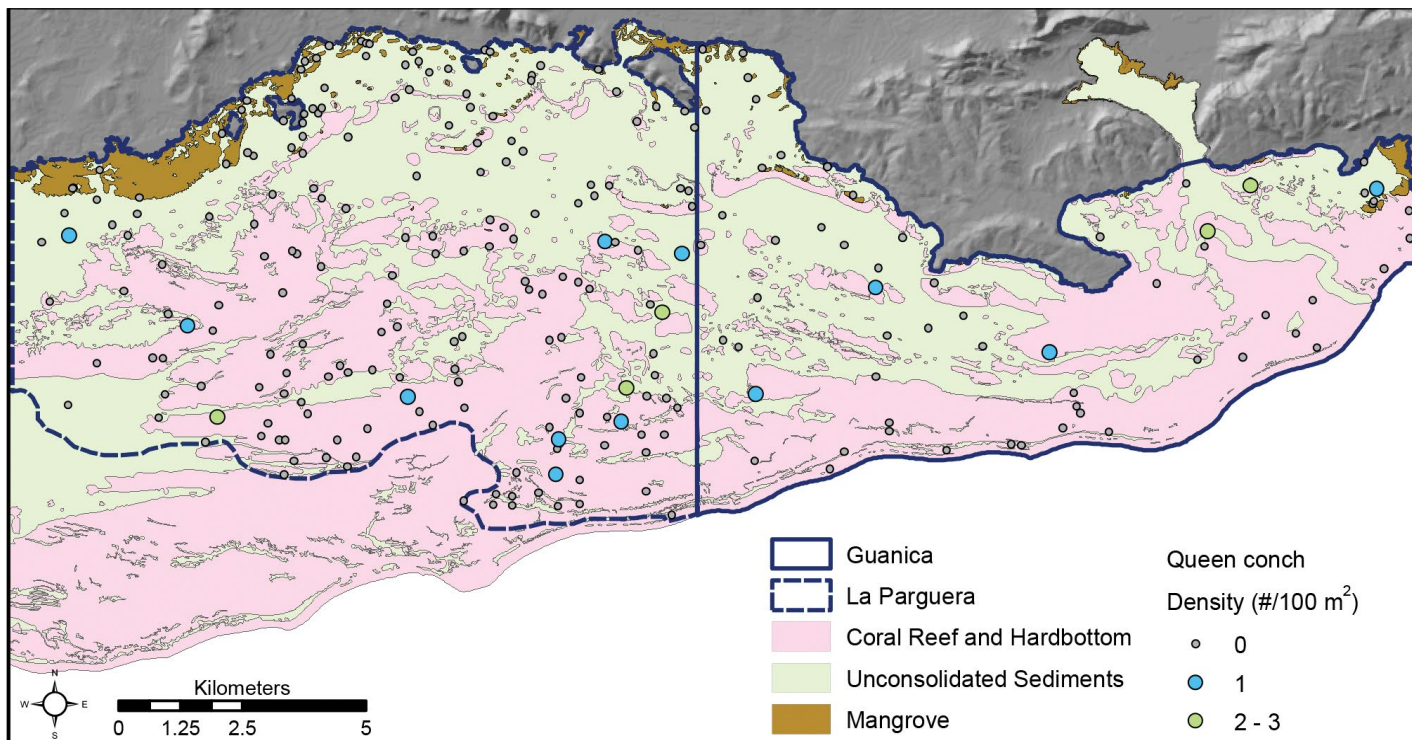 Guanica
La Parguera
Coral Reef and Hardbottom
Unconsolidated Sediments
Mangrove
Queen conch
Density (#/100 m²)
0
1
2 - 3
N
W E
S
Kilometers
0 1.25 2.5 5